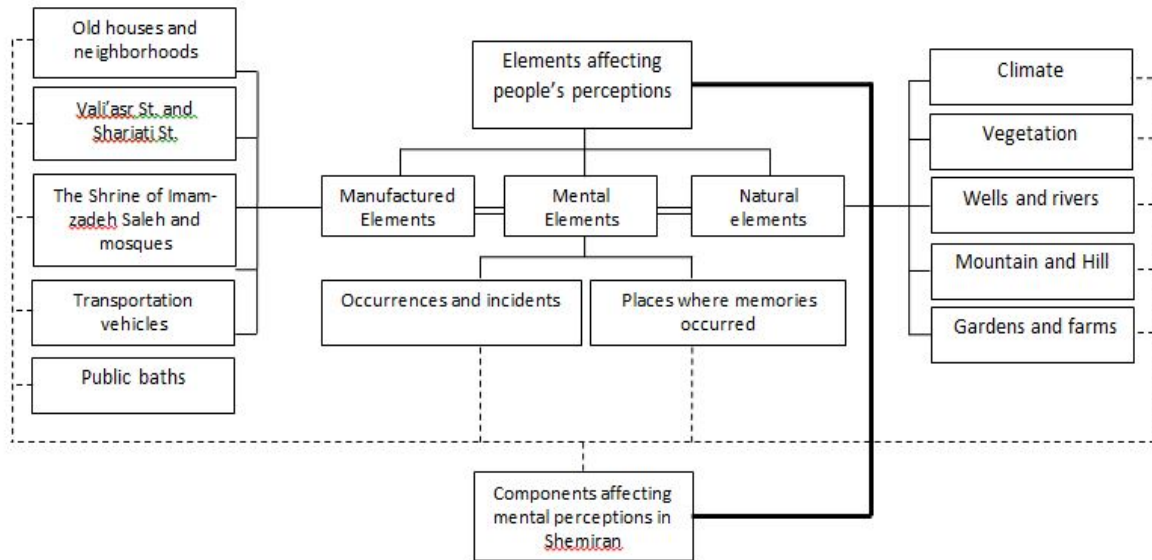 Old houses and
neighborhoods
Vali'asr St. and
Shariati St.
The Shrine of Imam-
zadeh Saleh and
mosques
Transportation
vehicles
Public baths
Elements affecting
people's perceptions
Manufactured
Elements
Mental
Elements
Natural
elements
Occurrences and incidents
Places where memories
occurred
Components affecting
mental perceptions in
Shemiran
Climate
Vegetation
Wells and rivers
Mountain and Hill
Gardens and farms